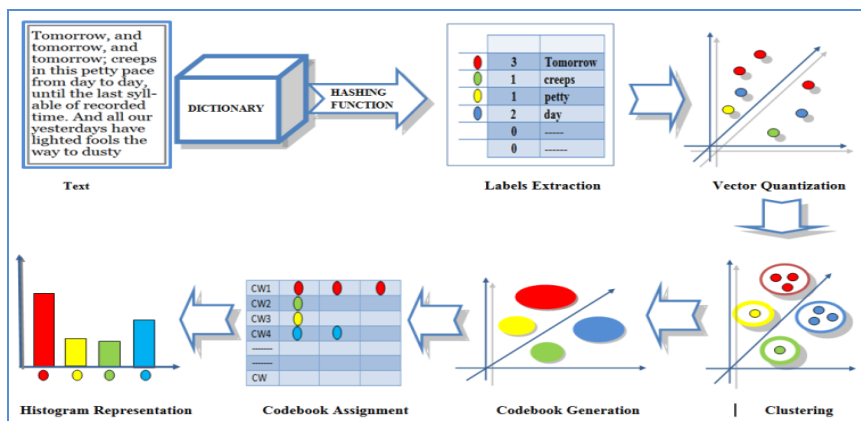 Tomorrow, and
tomorrow, and
tomorrow; creeps
in this petty pace
from day to day,
until the last syll-
able of recorded
time. And all our
yesterdays have
lighted fools the
way to dusty
Text
DICTIONARY
HASHING
FUNCTION
3 Tomorrow
1 creeps
1 petty
2 day
0 -----
0 ------
Labels Extraction
Vector Quantization
Histogram Representation
CW1
CW2
CW3
CW4
-------
-------
CW
Codebook Assignment
Codebook Generation
| Clustering